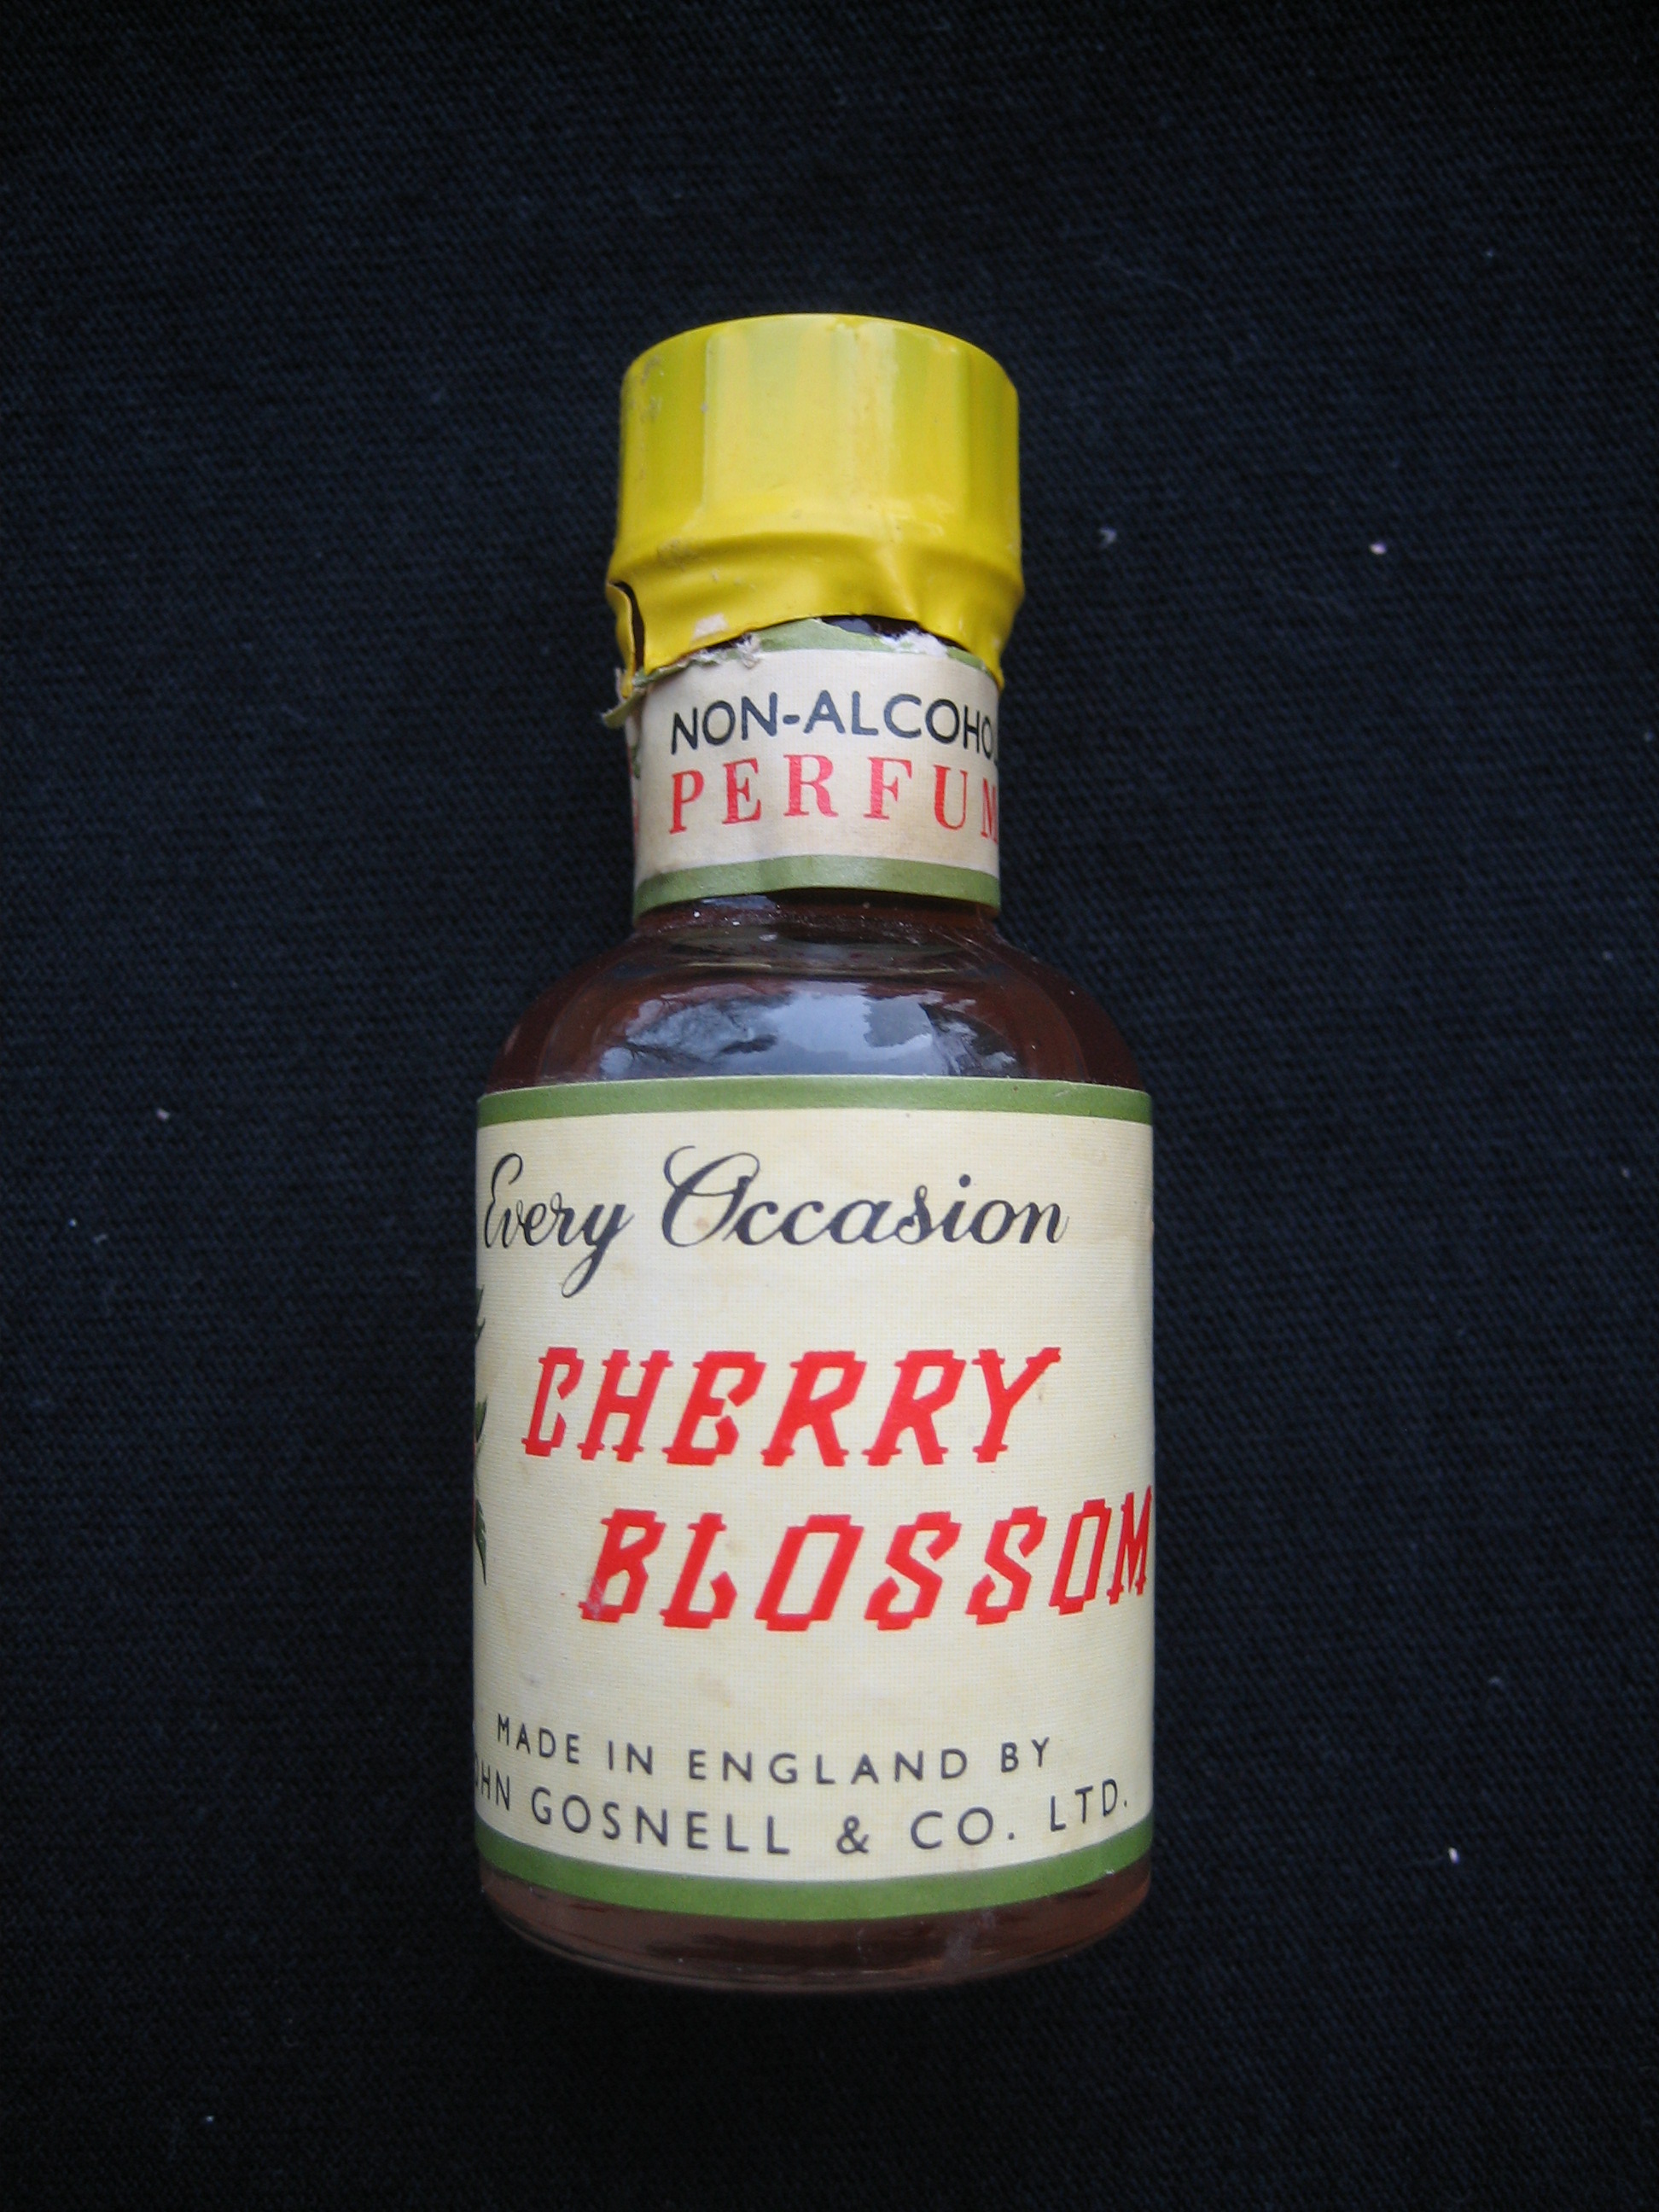 NON-ALCOHO
PERFUM
Every Occasion
CHERRY
BLOSSOM
MADE IN ENGLAND BY
OHN GOSNELL & CO. LTD.